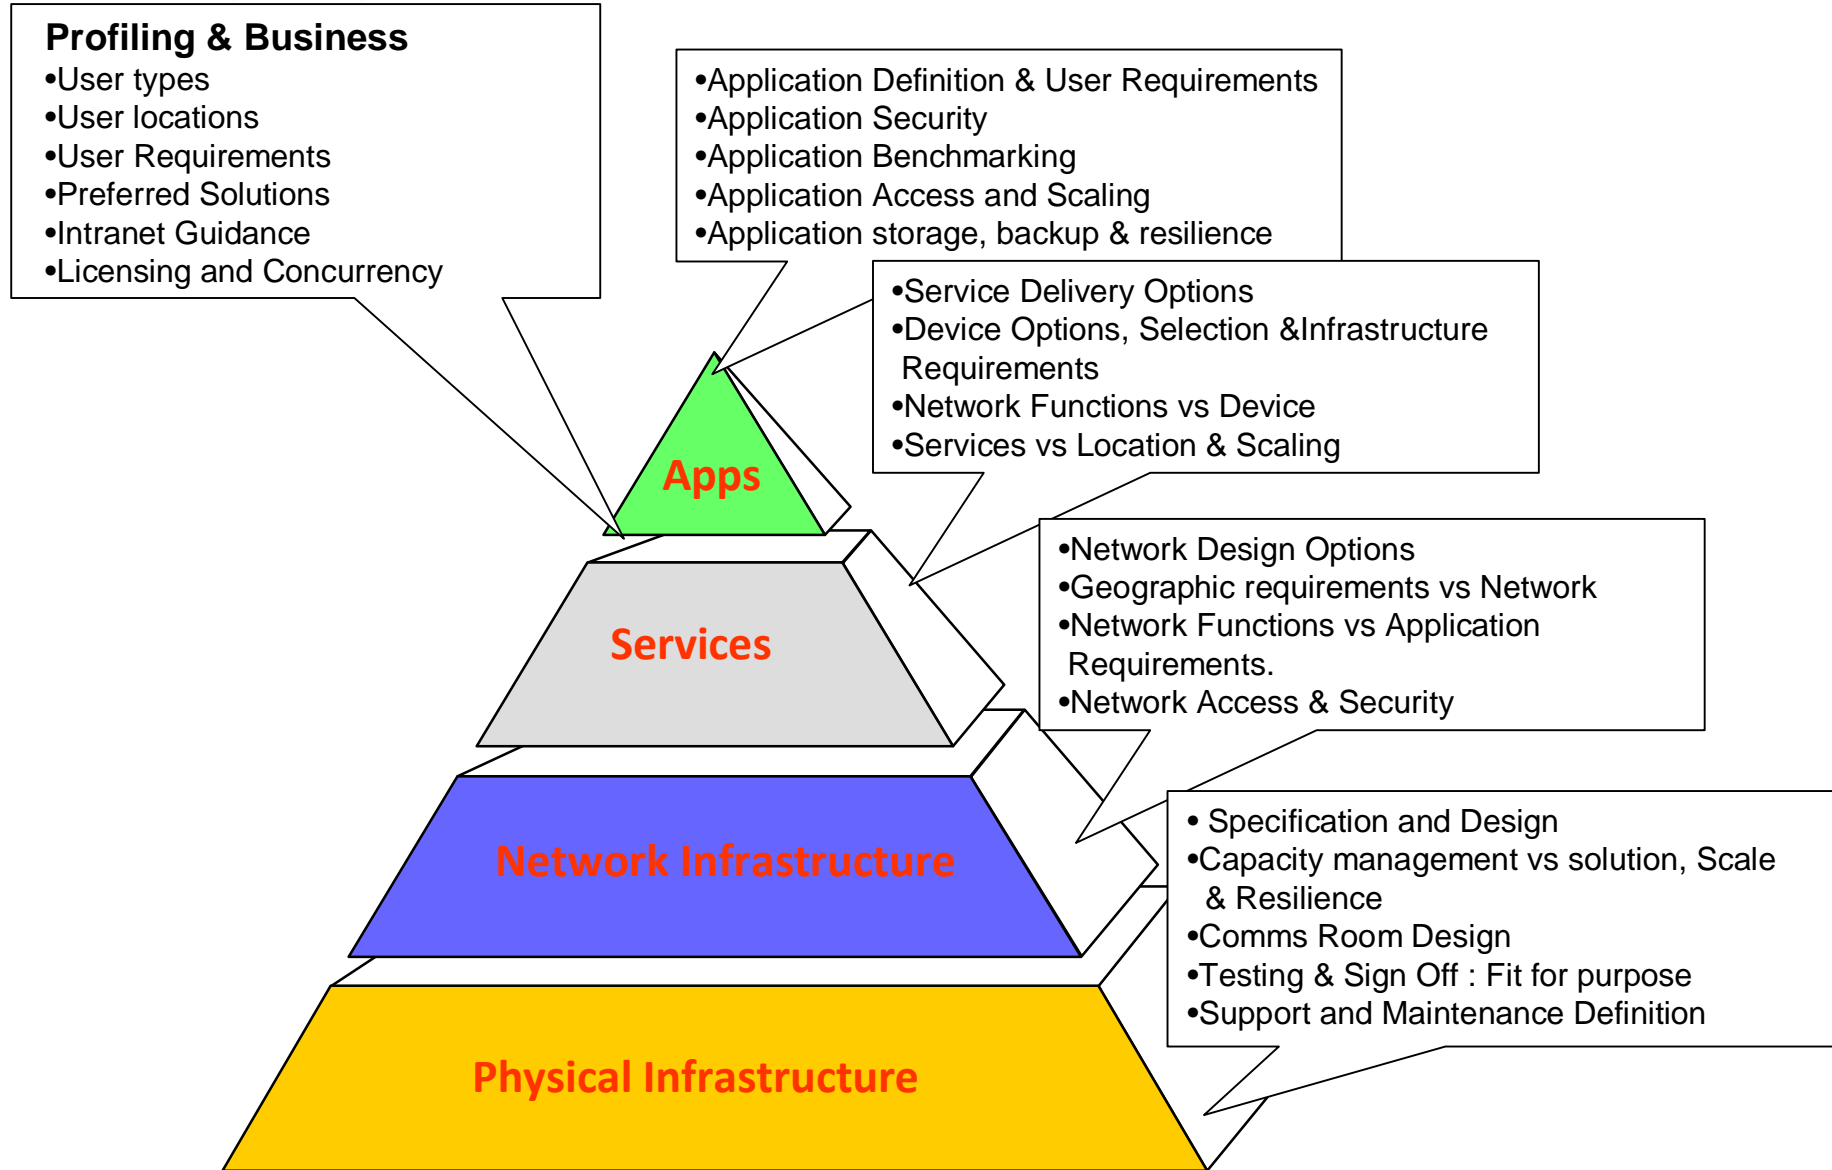 Profiling & Business
•User types
•User locations
•User Requirements
•Preferred Solutions
•Intranet Guidance
•Licensing and Concurrency
•Application Definition & User Requirements
•Application Security
•Application Benchmarking
•Application Access and Scaling
•Application storage, backup & resilience
•Service Delivery Options
•Device Options, Selection &Infrastructure
Requirements
•Network Functions vs Device
•Services vs Location & Scaling
Apps
•Network Design Options
•Geographic requirements vs Network
•Network Functions vs Application
Requirements.
•Network Access & Security
Services
• Specification and Design
•Capacity management vs solution, Scale
& Resilience
•Comms Room Design
•Testing & Sign Off : Fit for purpose
•Support and Maintenance Definition
Network Infrastructure
Physical Infrastructure